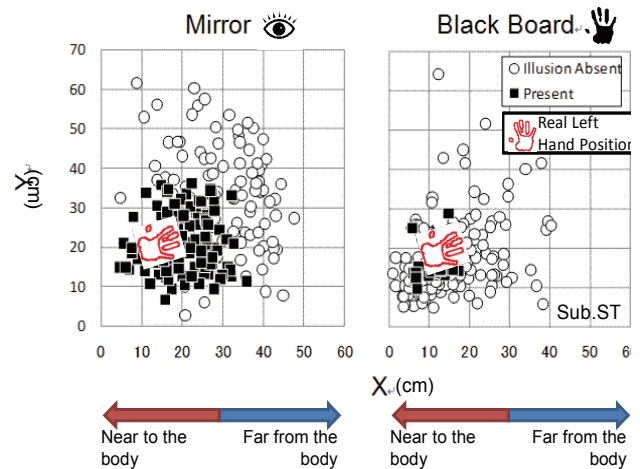 Mirror
Black Board
70
60
50
40
30
20
10
0
Y
(cm)
0 10 20 30 40 50 60
Illusion Absent
Present
Real Left
Hand Position
Sub.ST
0 10 20 30 40 50 60
X (cm)
Near to the
body
Far from the
body
Near to the
body
Far from the
body